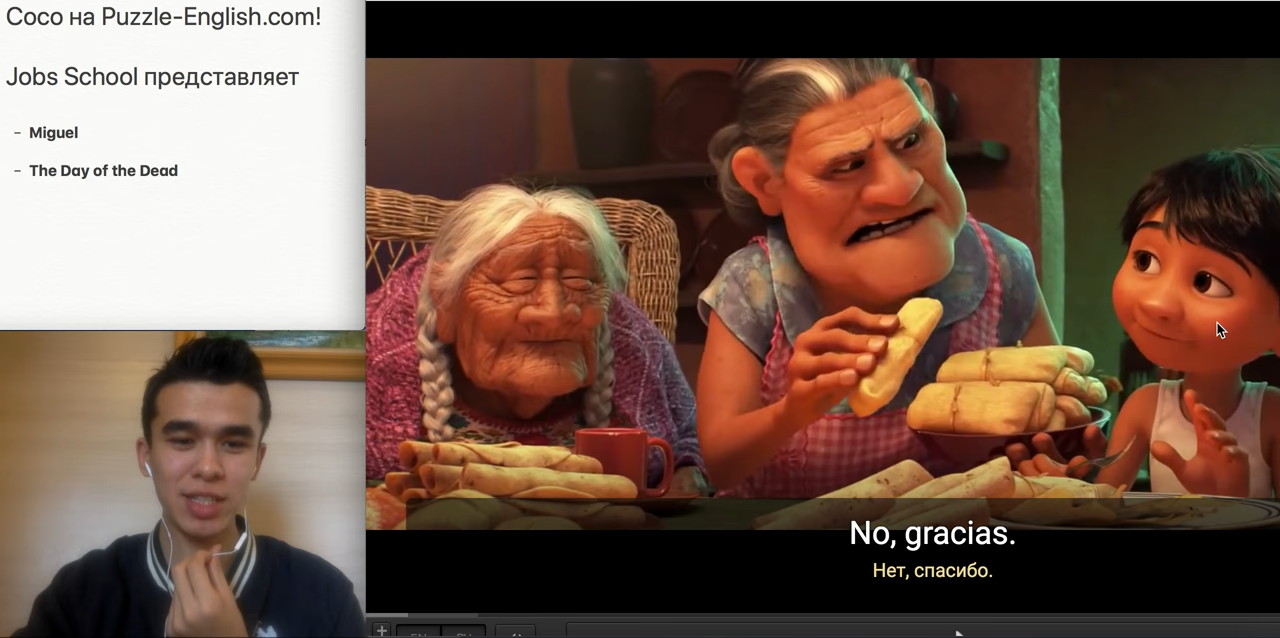 Coco на Puzzle-English.com!
Jobs School представляет
- Miguel
- The Day of the Dead
No, gracias.
Нет, спасибо.